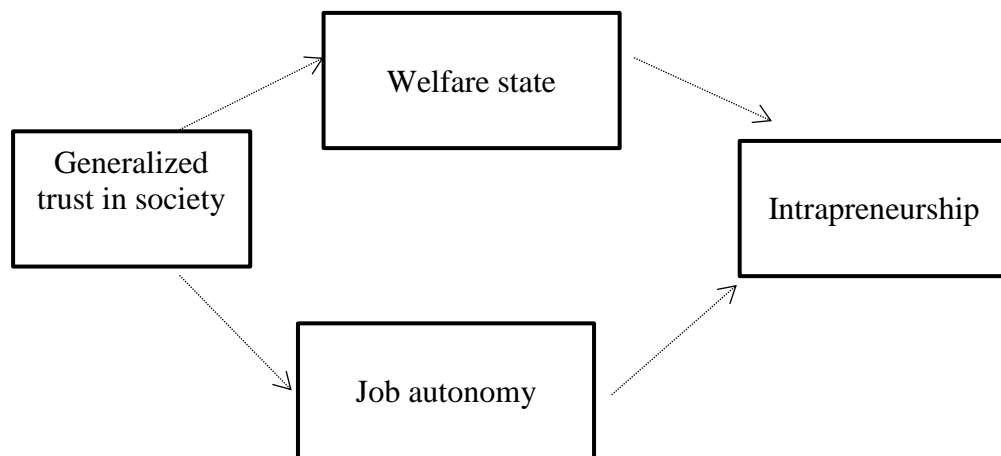 Welfare state
Generalized
trust in society
Intrapreneurship
Job autonomy